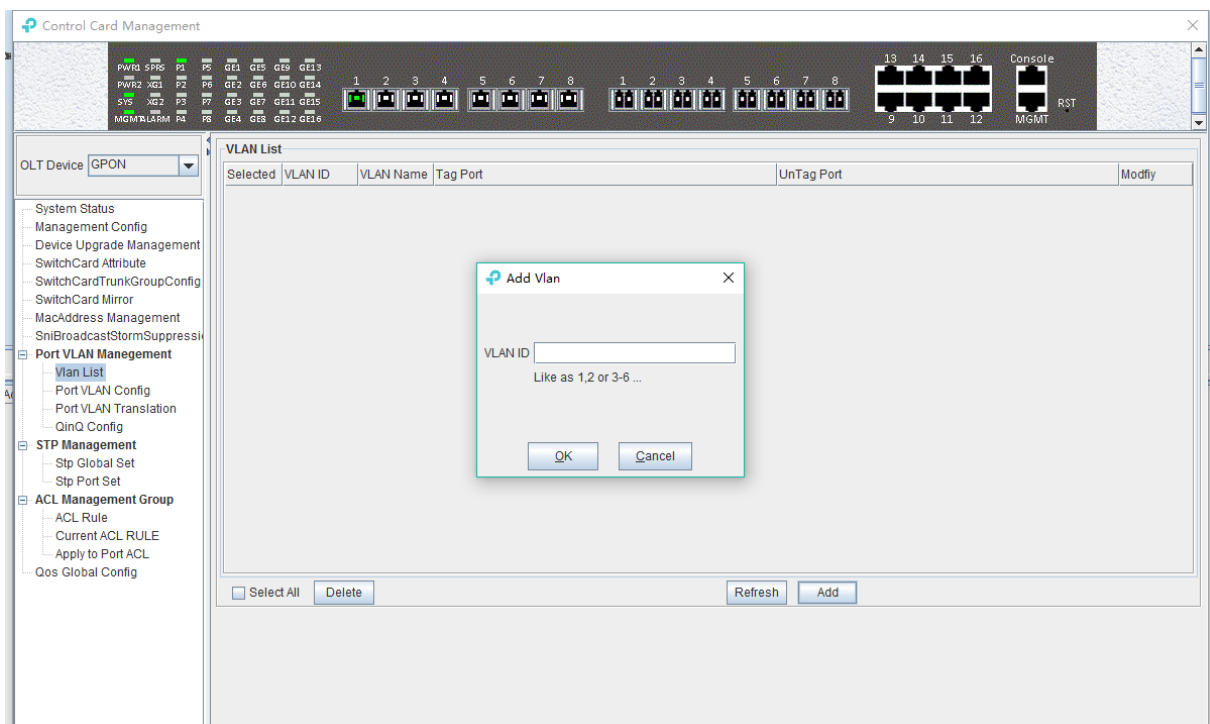 Control Card Management
PWR1 SPRS P1 P5 GE1 GE5 GE9 GE13
PWR2 XG1 P2 P6 GE2 GE6 GE10 GE14
SYS XG2 P3 P7 GE3 GE7 GE11 GE15
MGMT ALARM P4 P8 GE4 GE8 GE12 GE16
1 2 3 4 5 6 7 8 1 2 3 4 5 6 7 8
13 14 15 16 Console
9 10 11 12 MGMT
RST
OLT Device GPON
System Status
Management Config
Device Upgrade Management
SwitchCard Attribute
SwitchCardTrunkGroupConfig
SwitchCard Mirror
MacAddress Management
SniBroadcastStormSuppressi
Port VLAN Manegement
Vlan List
Port VLAN Config
Port VLAN Translation
QinQ Config
STP Management
Stp Global Set
Stp Port Set
ACL Management Group
ACL Rule
Current ACL RULE
Apply to Port ACL
Qos Global Config
VLAN List
Selected VLAN ID VLAN Name Tag Port UnTag Port Modfiy
Add Vlan
VLAN ID
Like as 1,2 or 3-6 ...
OK Cancel
Select All Delete Refresh Add